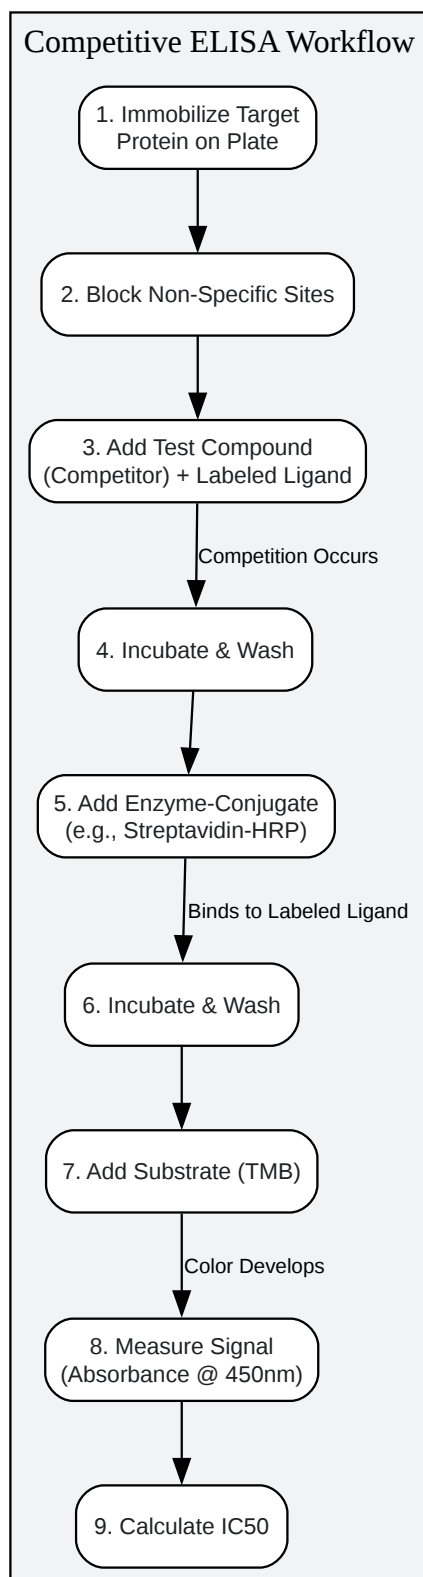 Competitive ELISA Workflow
1. Immobilize Target
Protein on Plate
2. Block Non-Specific Sites
3. Add Test Compound
(Competitor) + Labeled Ligand
Competition Occurs
4. Incubate & Wash
5. Add Enzyme-Conjugate
(e.g., Streptavidin-HRP)
Binds to Labeled Ligand
6. Incubate & Wash
7. Add Substrate (TMB)
Color Develops
8. Measure Signal
(Absorbance @ 450nm)
9. Calculate IC50